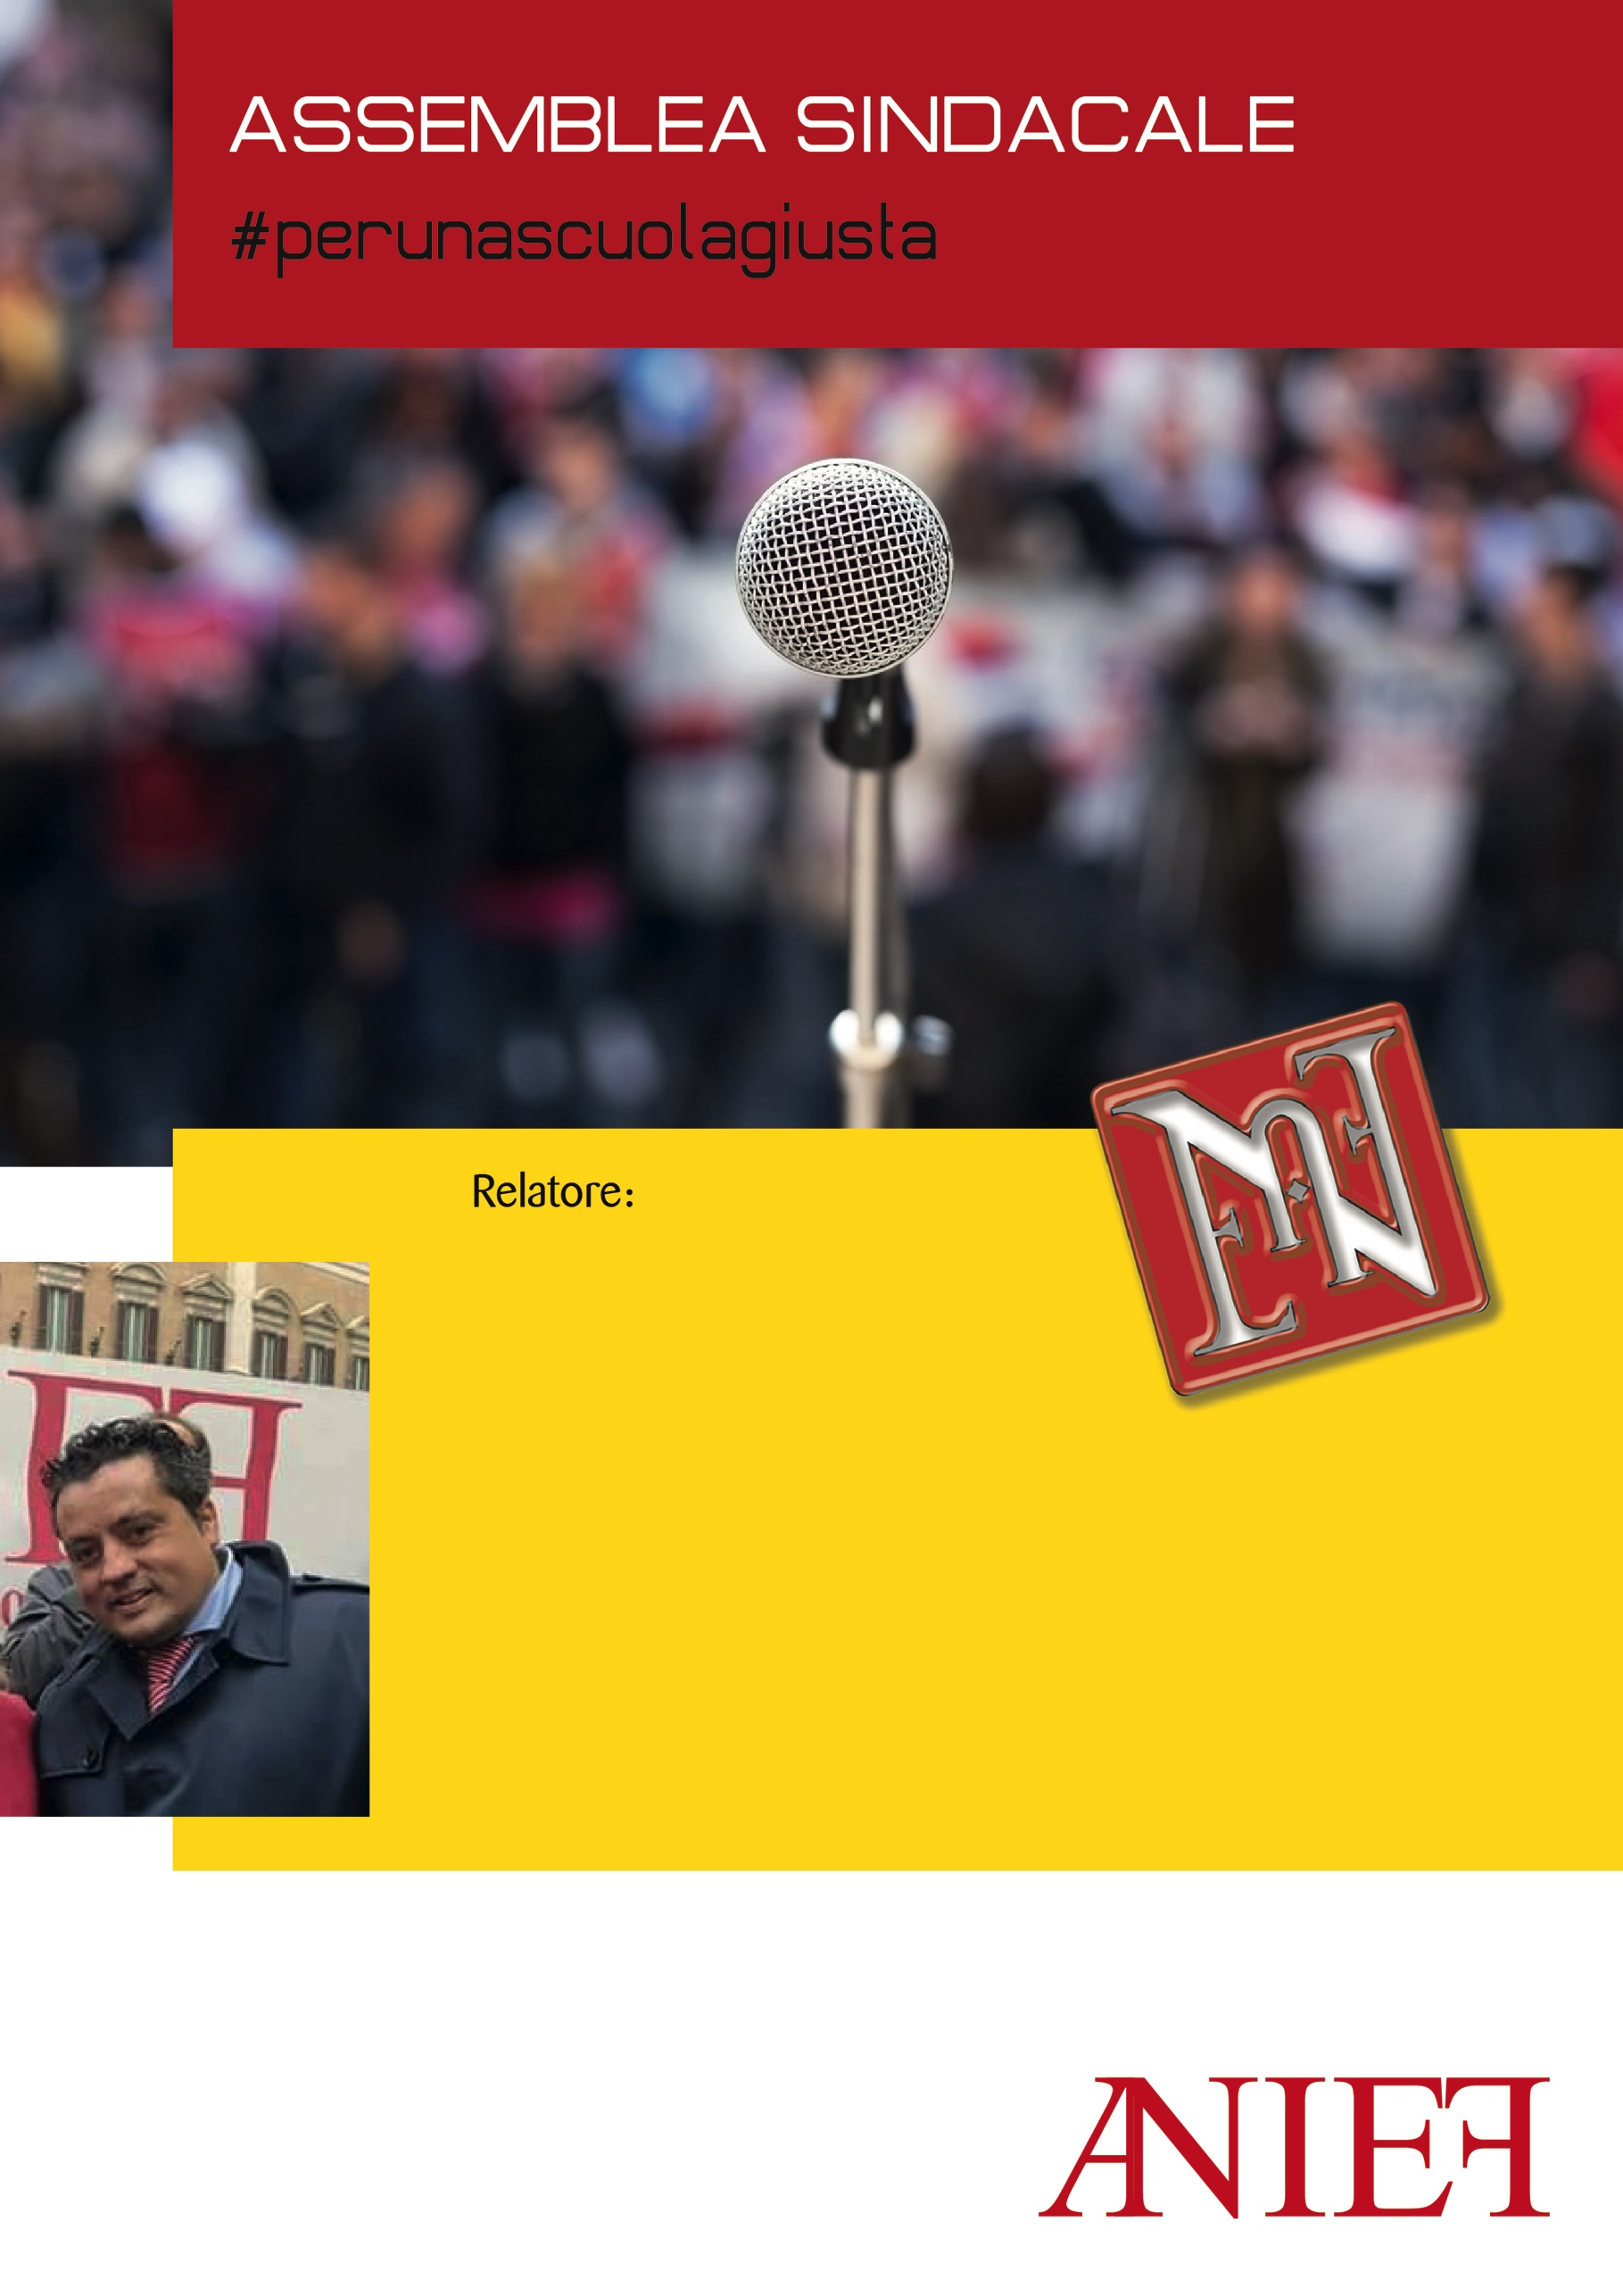 ASSEMBLEA SINDACALE
#perunascuolagiusta
Relatore:
ANIEF